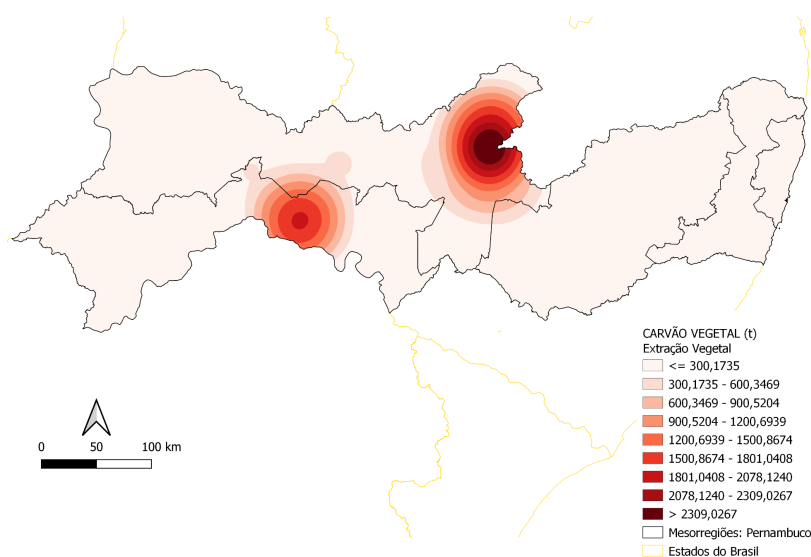 CARVÃO VEGETAL (t)
Extração Vegetal
<= 300,1735
300,1735 - 600,3469
600,3469 - 900,5204
900,5204 - 1200,6939
1200,6939 - 1500,8674
1500,8674 - 1801,0408
1801,0408 - 2078,1240
2078,1240 - 2309,0267
> 2309,0267
Mesorregiões: Pernambuco
Estados do Brasil
0 50 100 km